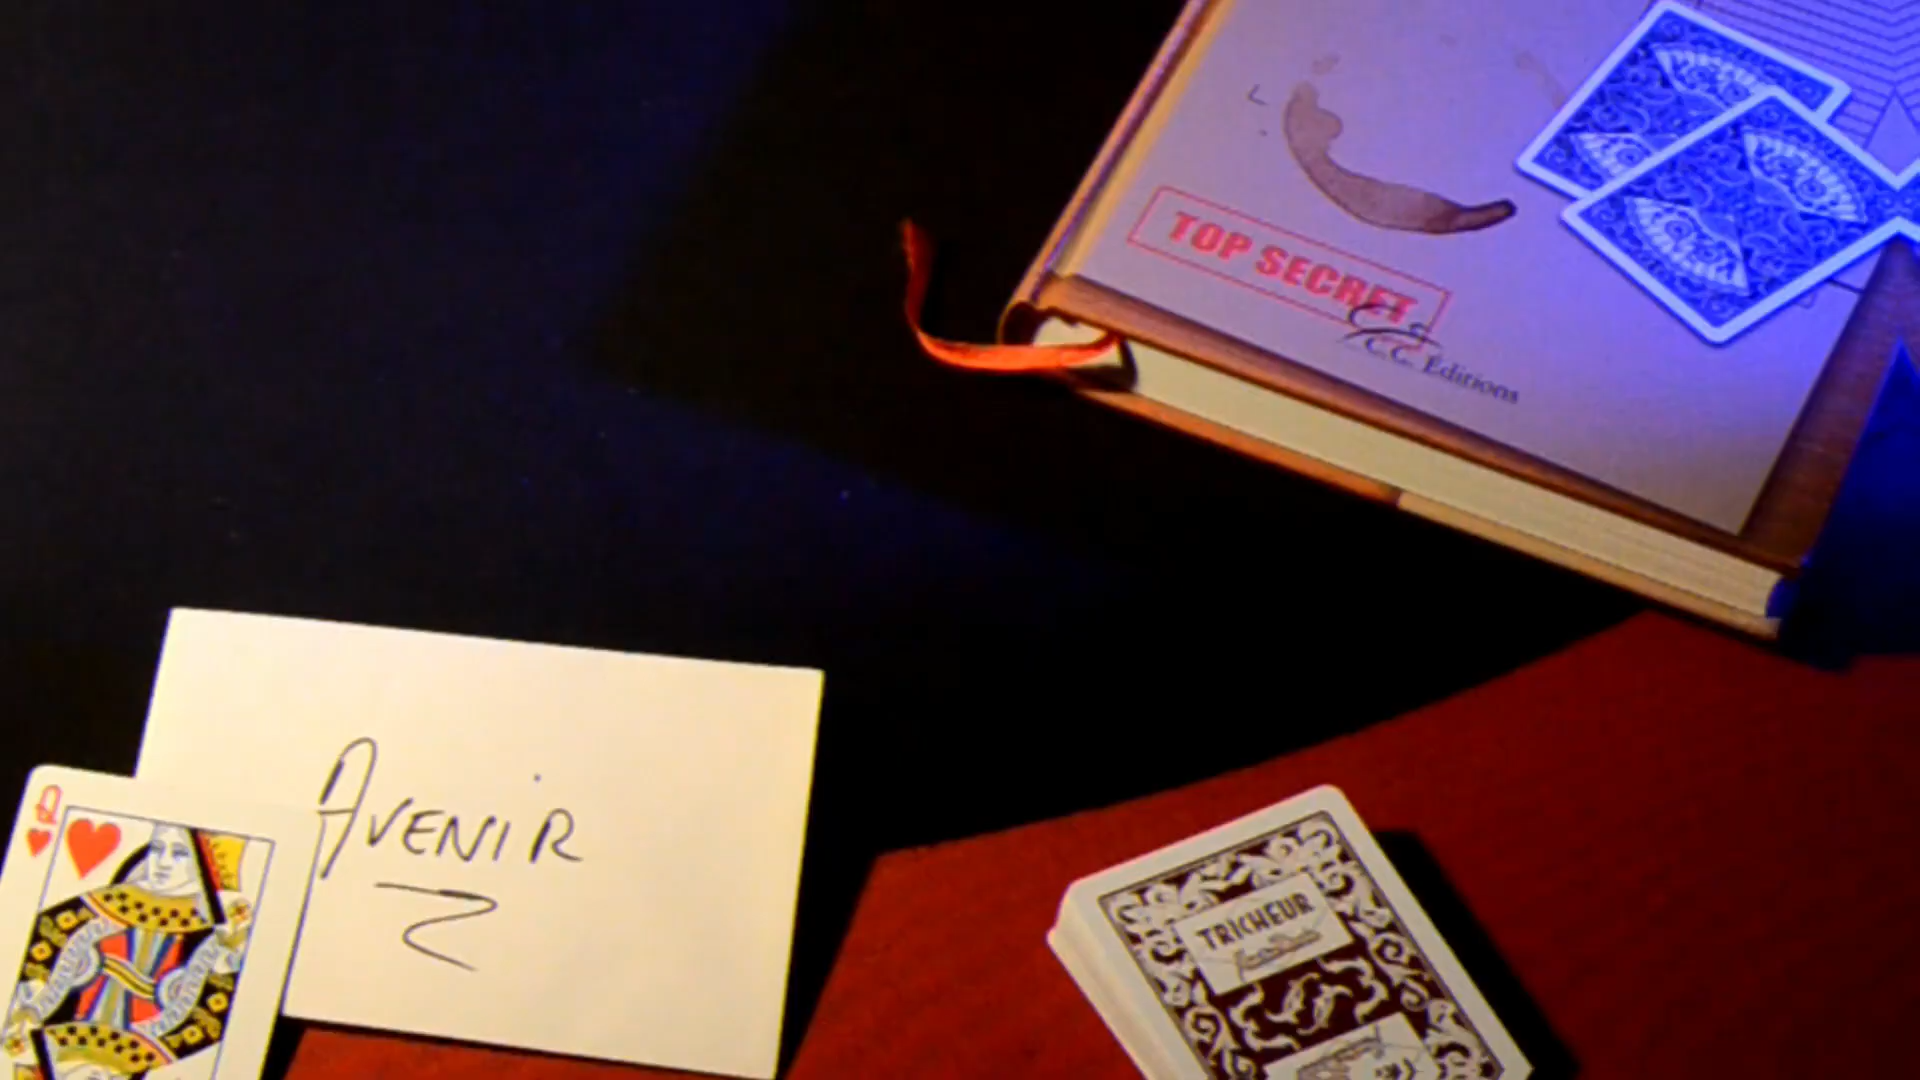 TOP SECRET
C.C. Editions
AVENIR
Q
TRICHEUR